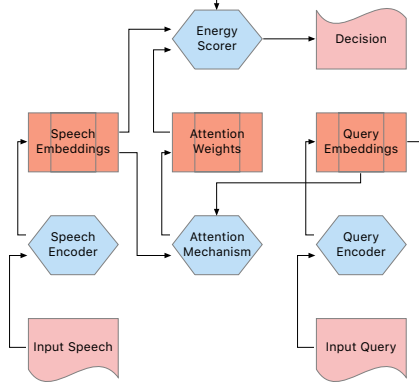 Energy
Scorer
Decision
Speech
Embeddings
Attention
Weights
Query
Embeddings
Speech
Encoder
Attention
Mechanism
Query
Encoder
Input Speech
Input Query